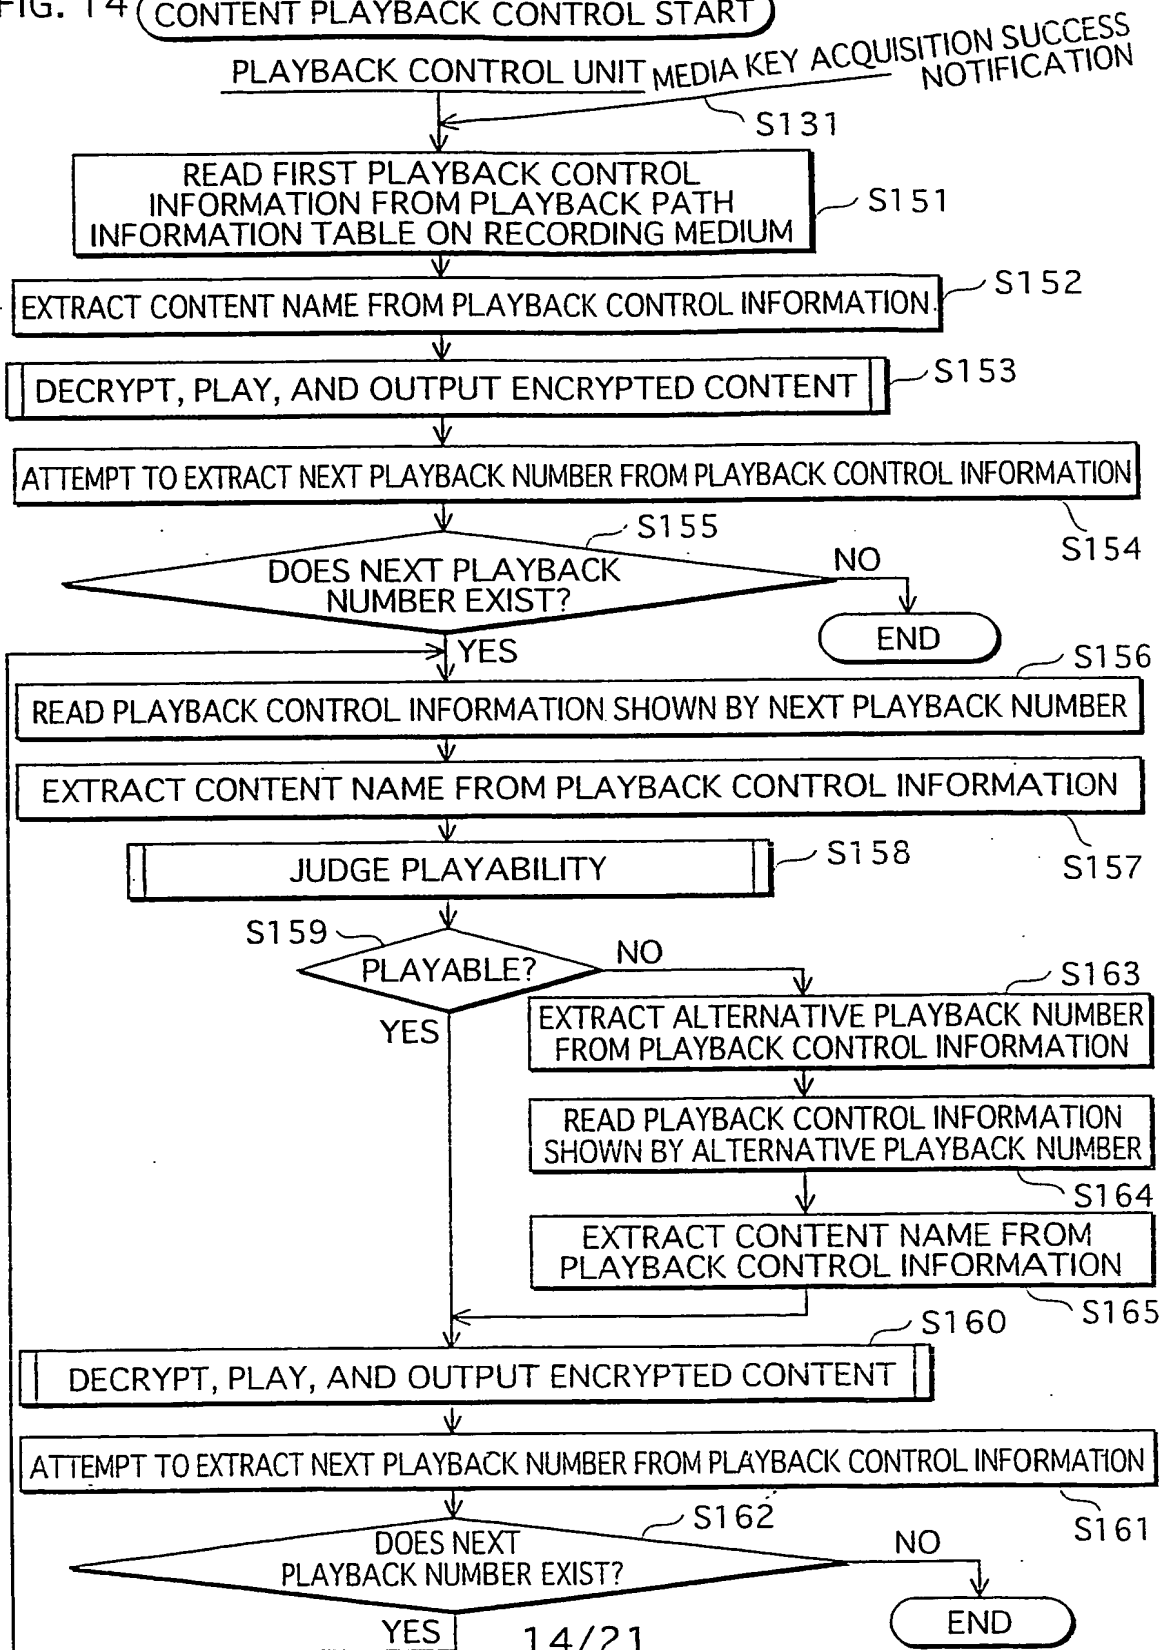 FIG. 14
CONTENT PLAYBACK CONTROL START
PLAYBACK CONTROL UNIT
MEDIA KEY ACQUISITION SUCCESS
NOTIFICATION
S131
READ FIRST PLAYBACK CONTROL
INFORMATION FROM PLAYBACK PATH
INFORMATION TABLE ON RECORDING MEDIUM
S151
EXTRACT CONTENT NAME FROM PLAYBACK CONTROL INFORMATION
S152
DECRYPT, PLAY, AND OUTPUT ENCRYPTED CONTENT
S153
ATTEMPT TO EXTRACT NEXT PLAYBACK NUMBER FROM PLAYBACK CONTROL INFORMATION
S154
S155
DOES NEXT PLAYBACK
NUMBER EXIST?
NO
END
YES
S156
READ PLAYBACK CONTROL INFORMATION SHOWN BY NEXT PLAYBACK NUMBER
EXTRACT CONTENT NAME FROM PLAYBACK CONTROL INFORMATION
S157
JUDGE PLAYABILITY
S158
S159
PLAYABLE?
NO
YES
S163
EXTRACT ALTERNATIVE PLAYBACK NUMBER
FROM PLAYBACK CONTROL INFORMATION
READ PLAYBACK CONTROL INFORMATION
SHOWN BY ALTERNATIVE PLAYBACK NUMBER
S164
EXTRACT CONTENT NAME FROM
PLAYBACK CONTROL INFORMATION
S165
S160
DECRYPT, PLAY, AND OUTPUT ENCRYPTED CONTENT
ATTEMPT TO EXTRACT NEXT PLAYBACK NUMBER FROM PLAYBACK CONTROL INFORMATION
S161
S162
DOES NEXT
PLAYBACK NUMBER EXIST?
NO
END
YES
14/21